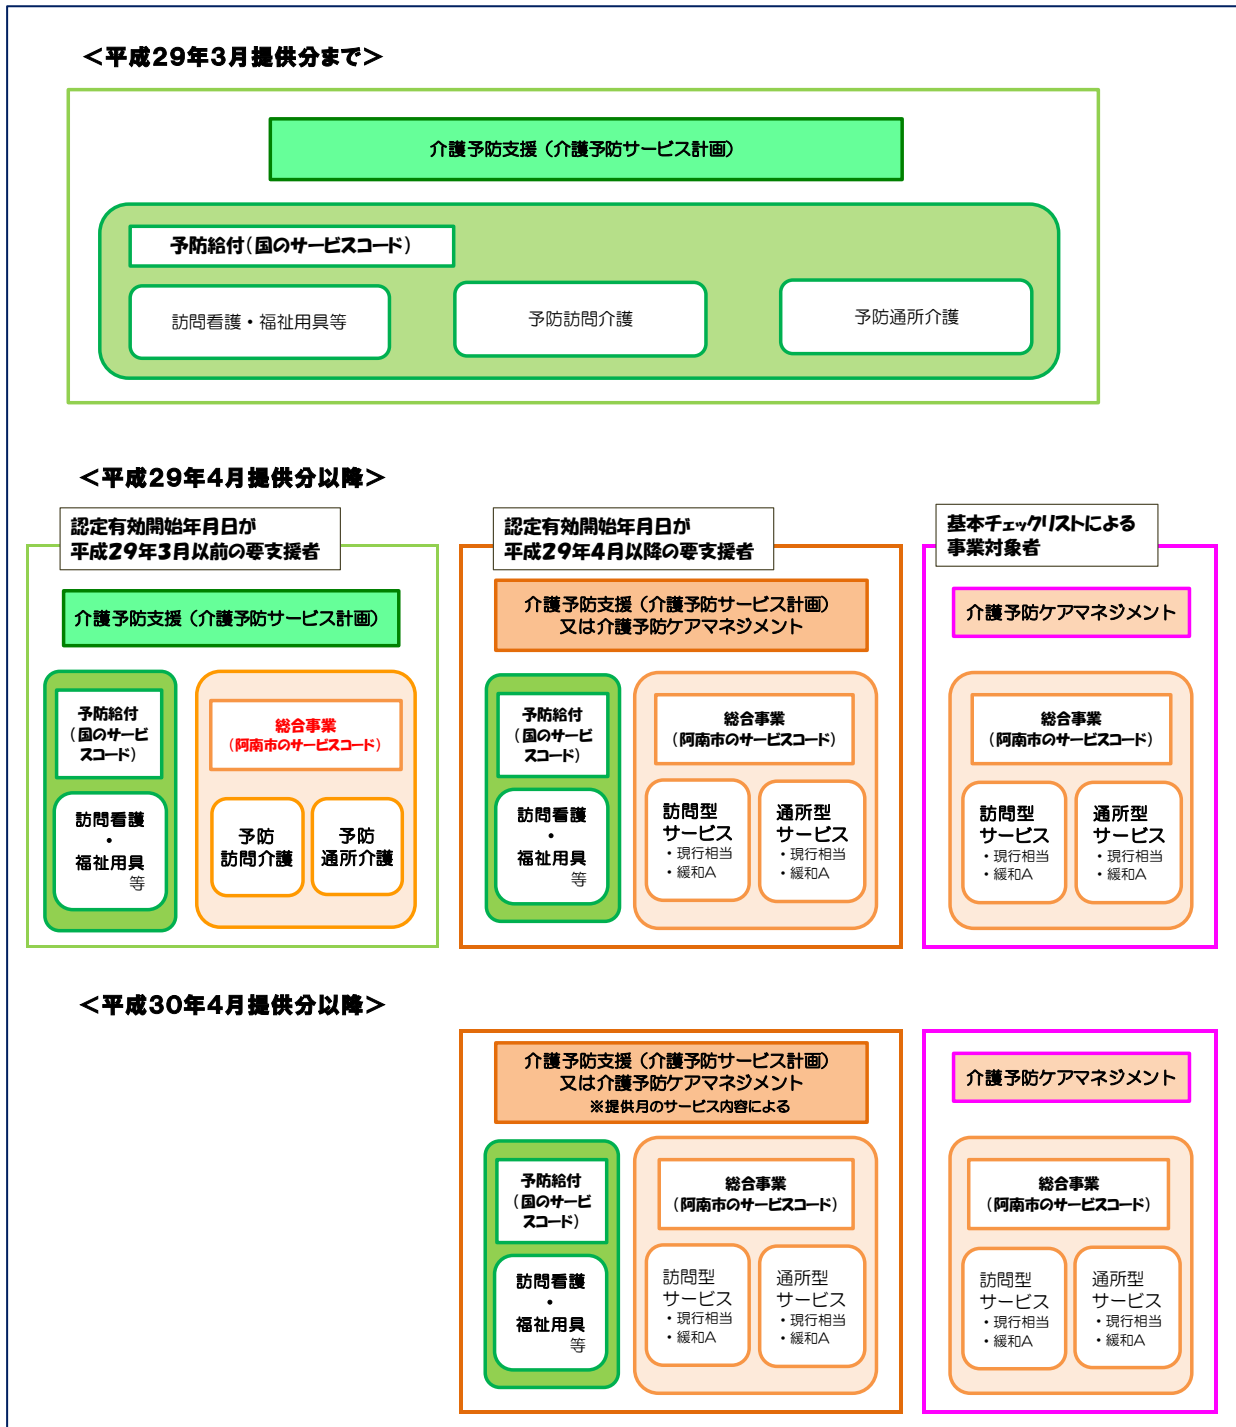 ＜平成29年3月提供分まで＞
介護予防支援（介護予防サービス計画）
予防給付（国のサービスコード）
訪問看護・福祉用具等
予防訪問介護
予防通所介護
＜平成29年4月提供分以降＞
認定有効開始年月日が
平成29年3月以前の要支援者
介護予防支援（介護予防サービス計画）
予防給付
（国のサービ
スコード）
訪問看護
・
福祉用具
等
総合事業
（阿南市のサービスコード）
予防
訪問介護
予防
通所介護
認定有効開始年月日が
平成29年4月以降の要支援者
介護予防支援（介護予防サービス計画）
又は介護予防ケアマネジメント
予防給付
（国のサービ
スコード）
訪問看護
・
福祉用具
等
総合事業
（阿南市のサービスコード）
訪問型
サービス
・現行相当
・緩和A
通所型
サービス
・現行相当
・緩和A
基本チェックリストによる
事業対象者
介護予防ケアマネジメント
総合事業
（阿南市のサービスコード）
訪問型
サービス
・現行相当
・緩和A
通所型
サービス
・現行相当
・緩和A
＜平成30年4月提供分以降＞
介護予防支援（介護予防サービス計画）
又は介護予防ケアマネジメント
※提供月のサービス内容による
予防給付
（国のサービ
スコード）
訪問看護
・
福祉用具
等
総合事業
（阿南市のサービスコード）
訪問型
サービス
・現行相当
・緩和A
通所型
サービス
・現行相当
・緩和A
介護予防ケアマネジメント
総合事業
（阿南市のサービスコード）
訪問型
サービス
・現行相当
・緩和A
通所型
サービス
・現行相当
・緩和A